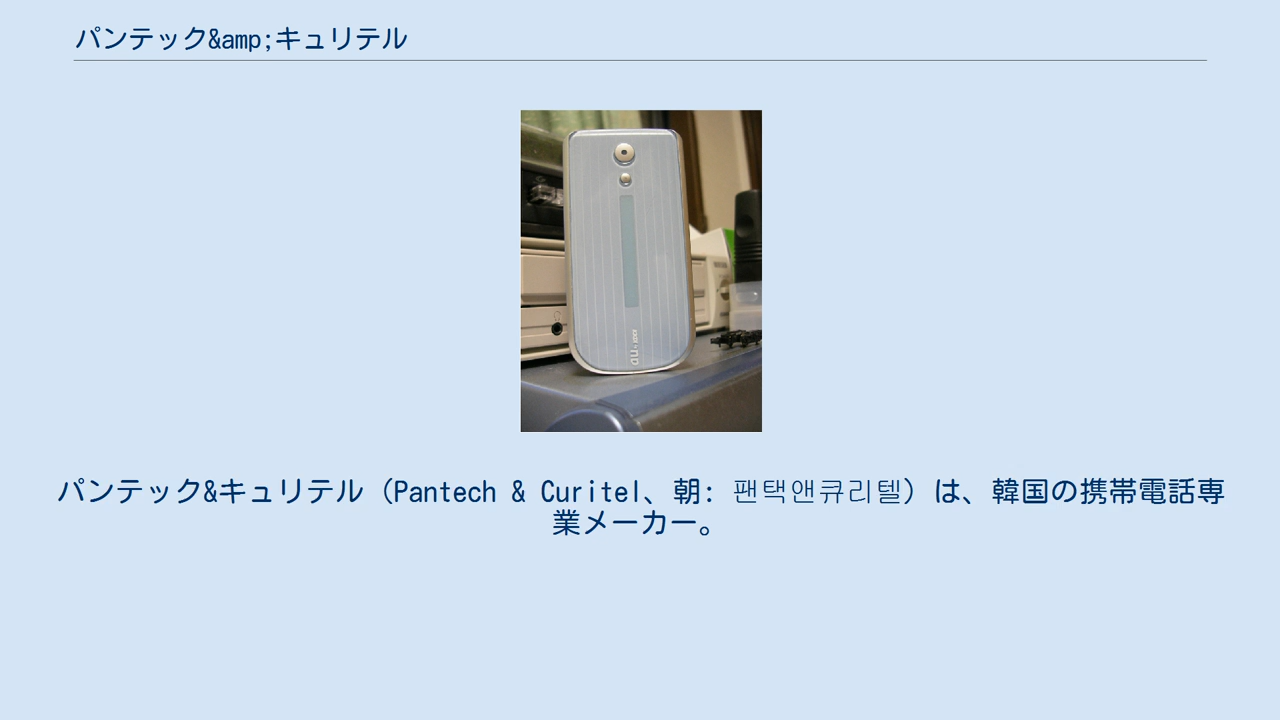 パンテック&amp;キュリテル
au
パンテック&キュリテル（Pantech & Curitel、朝: 팬택앤큐리텔）は、韓国の携帯電話専
業メーカー。